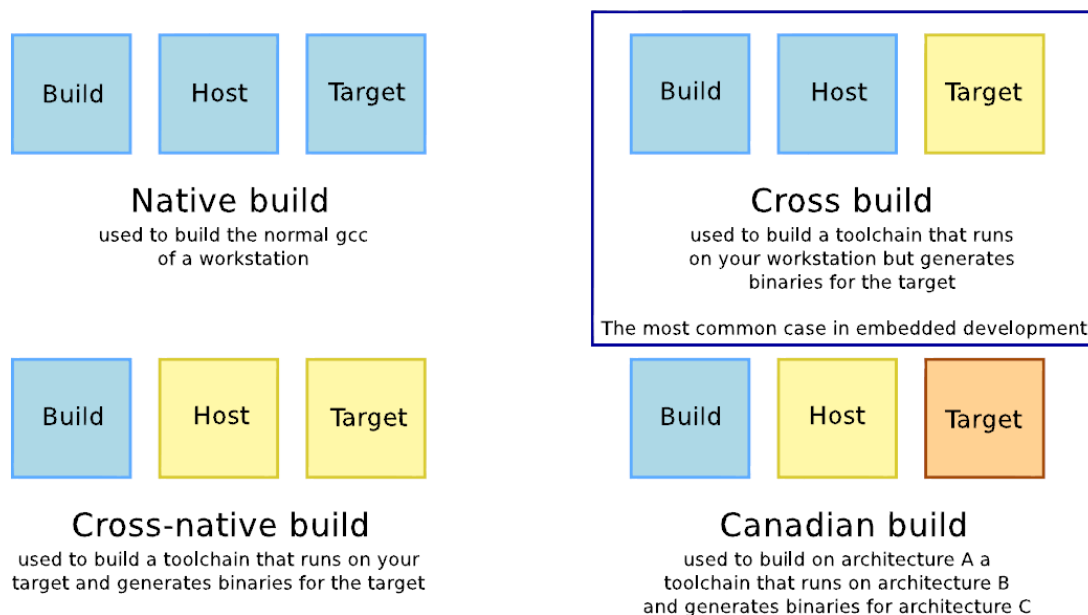 Build Host Target
Native build
used to build the normal gcc
of a workstation
Build Host Target
Cross build
used to build a toolchain that runs
on your workstation but generates
binaries for the target
The most common case in embedded development
Build Host Target
Cross-native build
used to build a toolchain that runs on your
target and generates binaries for the target
Build Host Target
Canadian build
used to build on architecture A a
toolchain that runs on architecture B
and generates binaries for architecture C